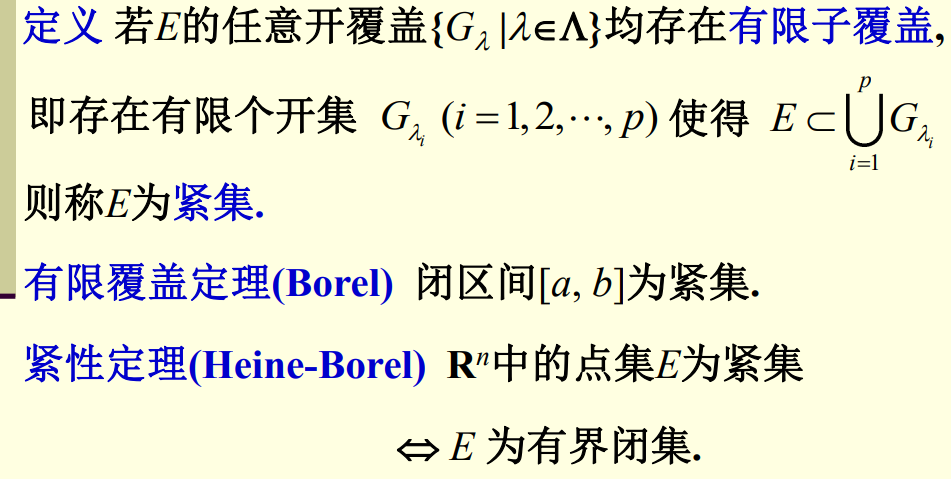 定义 若E的任意开覆盖{G_λ |λ∈Λ}均存在有限子覆盖,
即存在有限个开集 G_{λ_i} (i = 1, 2, ⋯, p) 使得 E ⊂ ⋃_{i=1}^{p} G_{λ_i}
则称E为紧集.
有限覆盖定理(Borel) 闭区间[a, b]为紧集.
紧性定理(Heine-Borel) R^n中的点集E为紧集
⇔ E 为有界闭集.